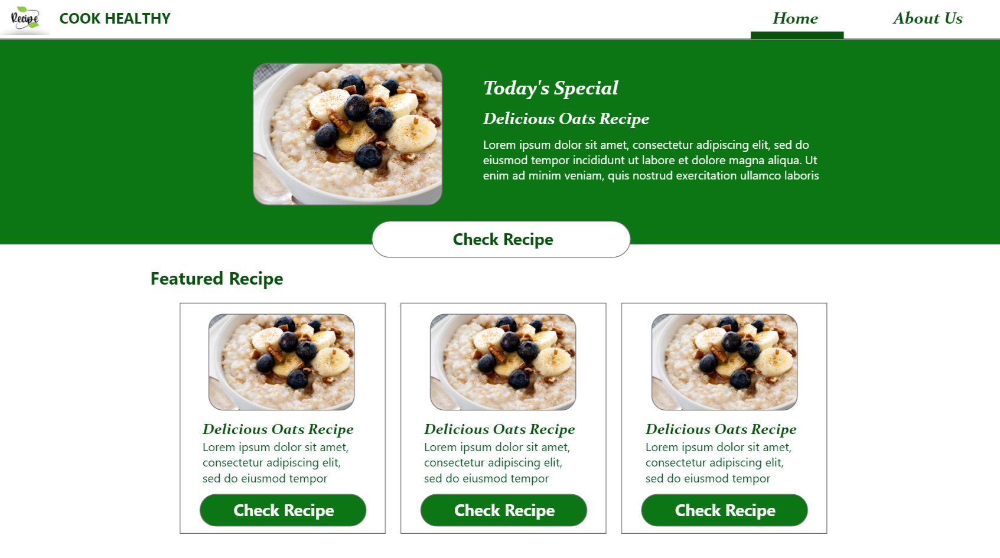 Recipe
COOK HEALTHY
Home
About Us
Today's Special
Delicious Oats Recipe
Lorem ipsum dolor sit amet, consectetur adipiscing elit, sed do
eiusmod tempor incididunt ut labore et dolore magna aliqua. Ut
enim ad minim veniam, quis nostrud exercitation ullamco laboris
Check Recipe
Featured Recipe
Delicious Oats Recipe
Lorem ipsum dolor sit amet,
consectetur adipiscing elit,
sed do eiusmod tempor
Check Recipe
Delicious Oats Recipe
Lorem ipsum dolor sit amet,
consectetur adipiscing elit,
sed do eiusmod tempor
Check Recipe
Delicious Oats Recipe
Lorem ipsum dolor sit amet,
consectetur adipiscing elit,
sed do eiusmod tempor
Check Recipe